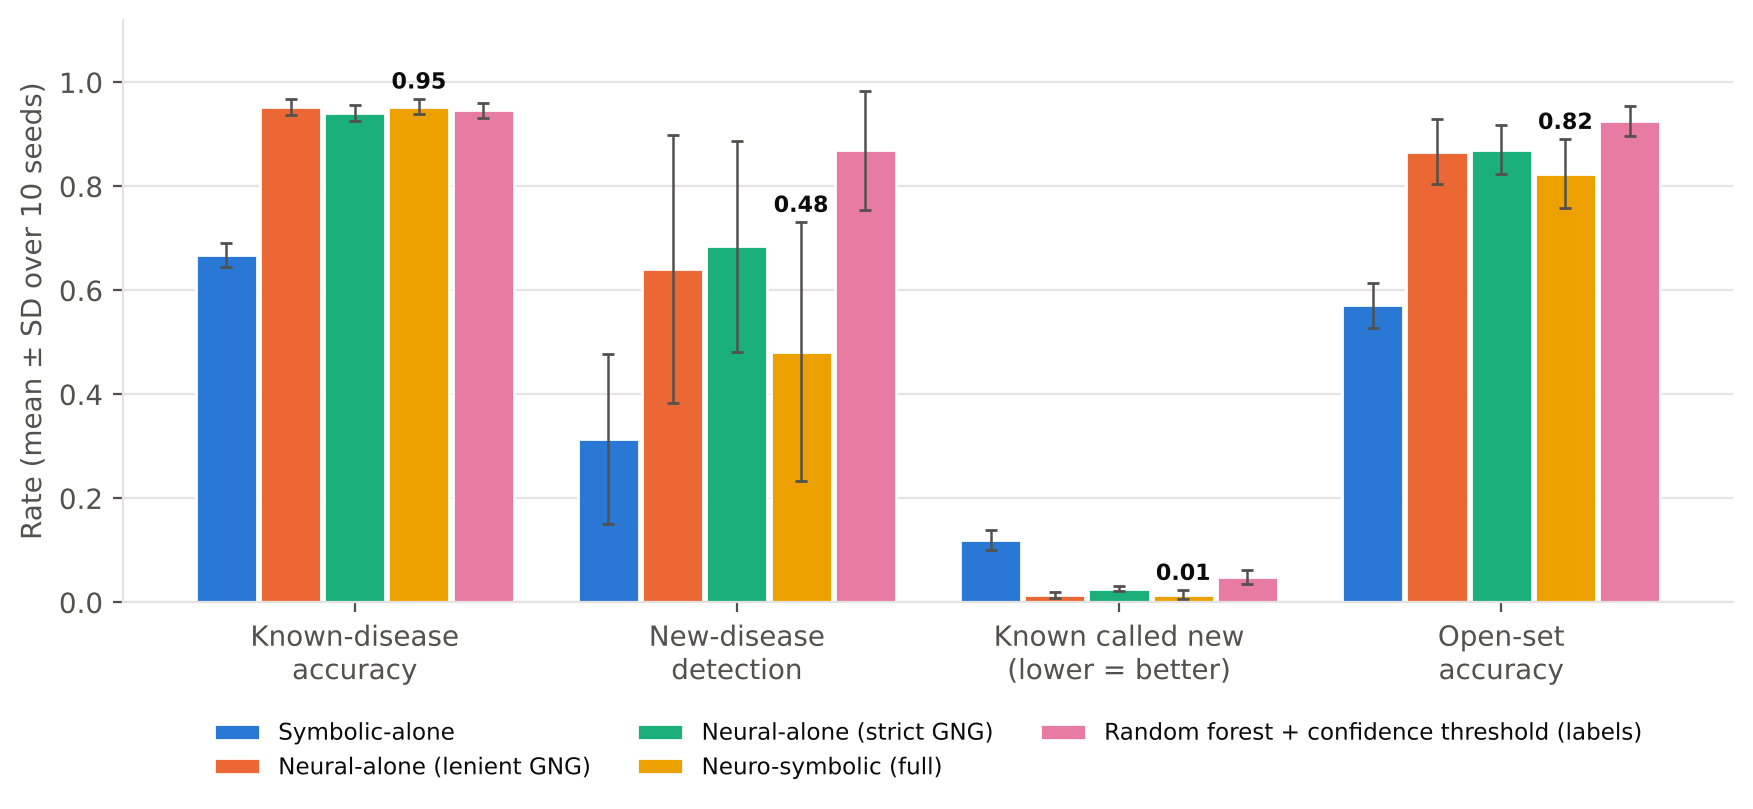 Rate (mean ± SD over 10 seeds)
1.0
0.8
0.6
0.4
0.2
0.0
0.95
0.48
0.01
0.82
Known-disease
accuracy
New-disease
detection
Known called new
(lower = better)
Open-set
accuracy
Symbolic-alone
Neural-alone (lenient GNG)
Neural-alone (strict GNG)
Neuro-symbolic (full)
Random forest + confidence threshold (labels)